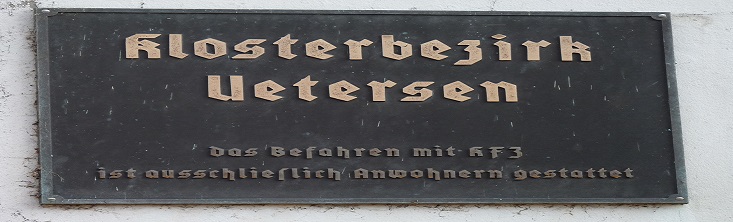 Klosterbezirk
Uetersen
das Befahren mit KFZ
ist ausschließlich Anwohnern gestattet